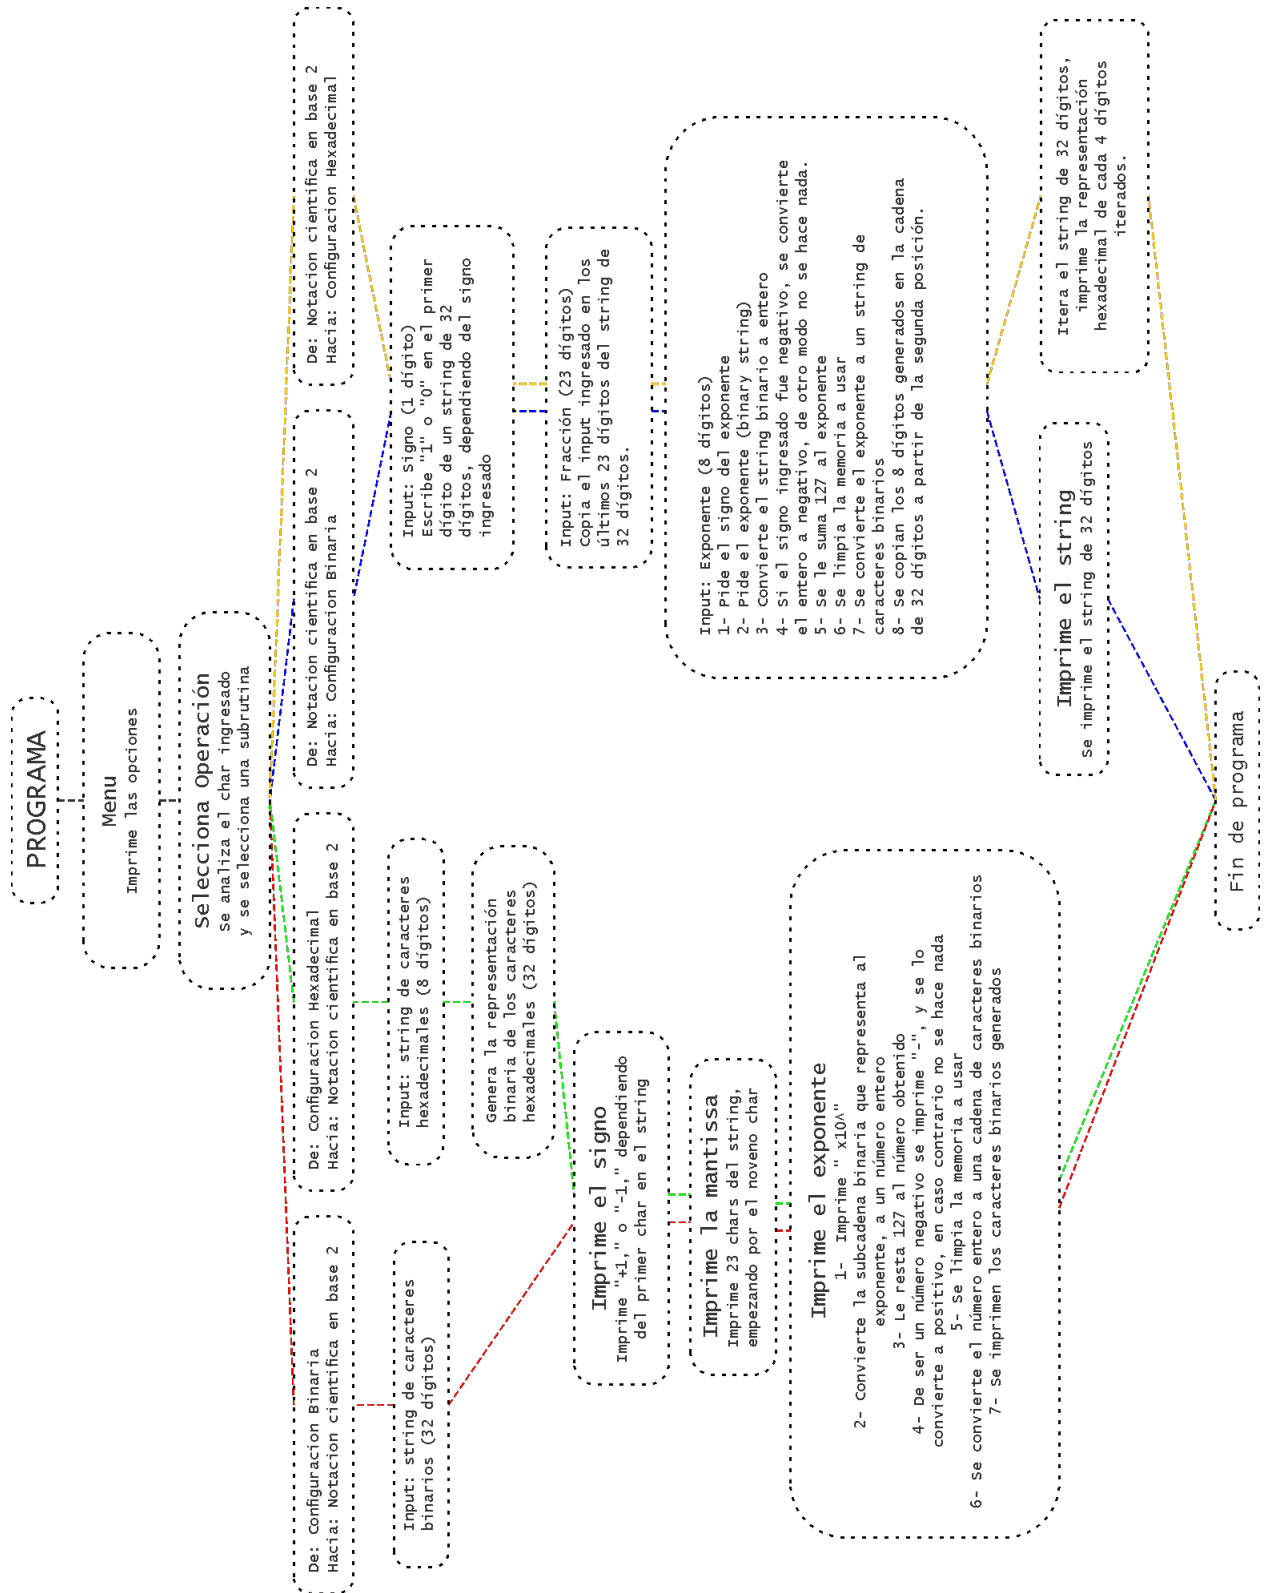 PROGRAMA
Menu
Imprime las opciones
Selecciona Operación
Se analiza el char ingresado
y se selecciona una subrutina
De: Configuracion Binaria
Hacia: Notacion cientifica en base 2
De: Configuracion Hexadecimal
Hacia: Notacion cientifica en base 2
De: Notacion cientifica en base 2
Hacia: Configuracion Binaria
De: Notacion cientifica en base 2
Hacia: Configuracion Hexadecimal
Input: string de caracteres
binarios (32 dígitos)
Input: string de caracteres
hexadecimales (8 dígitos)
Genera la representación
binaria de los caracteres
hexadecimales (32 dígitos)
Input: Signo (1 dígito)
Escribe "1" o "0" en el primer
dígito de un string de 32
dígitos, dependiendo del signo
ingresado
Input: Fracción (23 dígitos)
Copia el input ingresado en los
últimos 23 dígitos del string de
32 dígitos.
Imprime el signo
Imprime "+1," o "-1," dependiendo
del primer char en el string
Imprime la mantissa
Imprime 23 chars del string,
empezando por el noveno char
Input: Exponente (8 dígitos)
1- Pide el signo del exponente
2- Pide el exponente (binary string)
3- Convierte el string binario a entero
4- Si el signo ingresado fue negativo, se convierte
el entero a negativo, de otro modo no se hace nada.
5- Se le suma 127 al exponente
6- Se limpia la memoria a usar
7- Se convierte el exponente a un string de
caracteres binarios
8- Se copian los 8 dígitos generados en la cadena
de 32 dígitos a partir de la segunda posición.
Imprime el exponente
1- Imprime " x10^"
2- Convierte la subcadena binaria que representa al
exponente, a un número entero
3- Le resta 127 al número obtenido
4- De ser un número negativo se imprime "-", y se lo
convierte a positivo, en caso contrario no se hace nada
5- Se limpia la memoria a usar
6- Se convierte el número entero a una cadena de caracteres binarios
7- Se imprimen los caracteres binarios generados
Imprime el string
Se imprime el string de 32 dígitos
Itera el string de 32 dígitos,
imprime la representación
hexadecimal de cada 4 dígitos
iterados.
Fin de programa